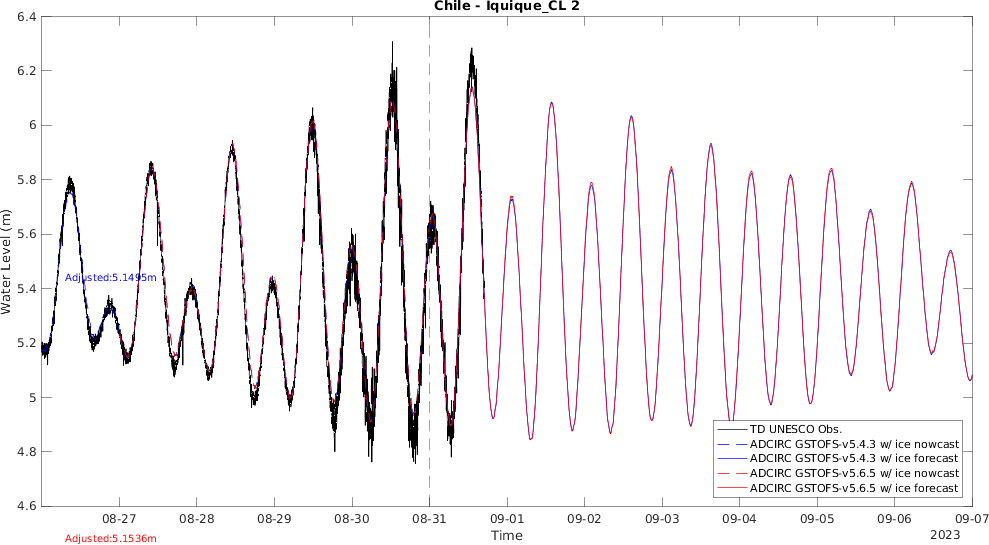 Chile - Iquique_CL 2
6.4
6.2
6
5.8
5.6
5.4
5.2
5
4.8
4.6
Water Level (m)
Adjusted:5.1495m
TD UNESCO Obs.
ADCIRC GSTOFS-v5.4.3 w/ ice nowcast
ADCIRC GSTOFS-v5.4.3 w/ ice forecast
ADCIRC GSTOFS-v5.6.5 w/ ice nowcast
ADCIRC GSTOFS-v5.6.5 w/ ice forecast
08-27 08-28 08-29 08-30 08-31 09-01 09-02 09-03 09-04 09-05 09-06 09-07
Time
2023
Adjusted:5.1536m